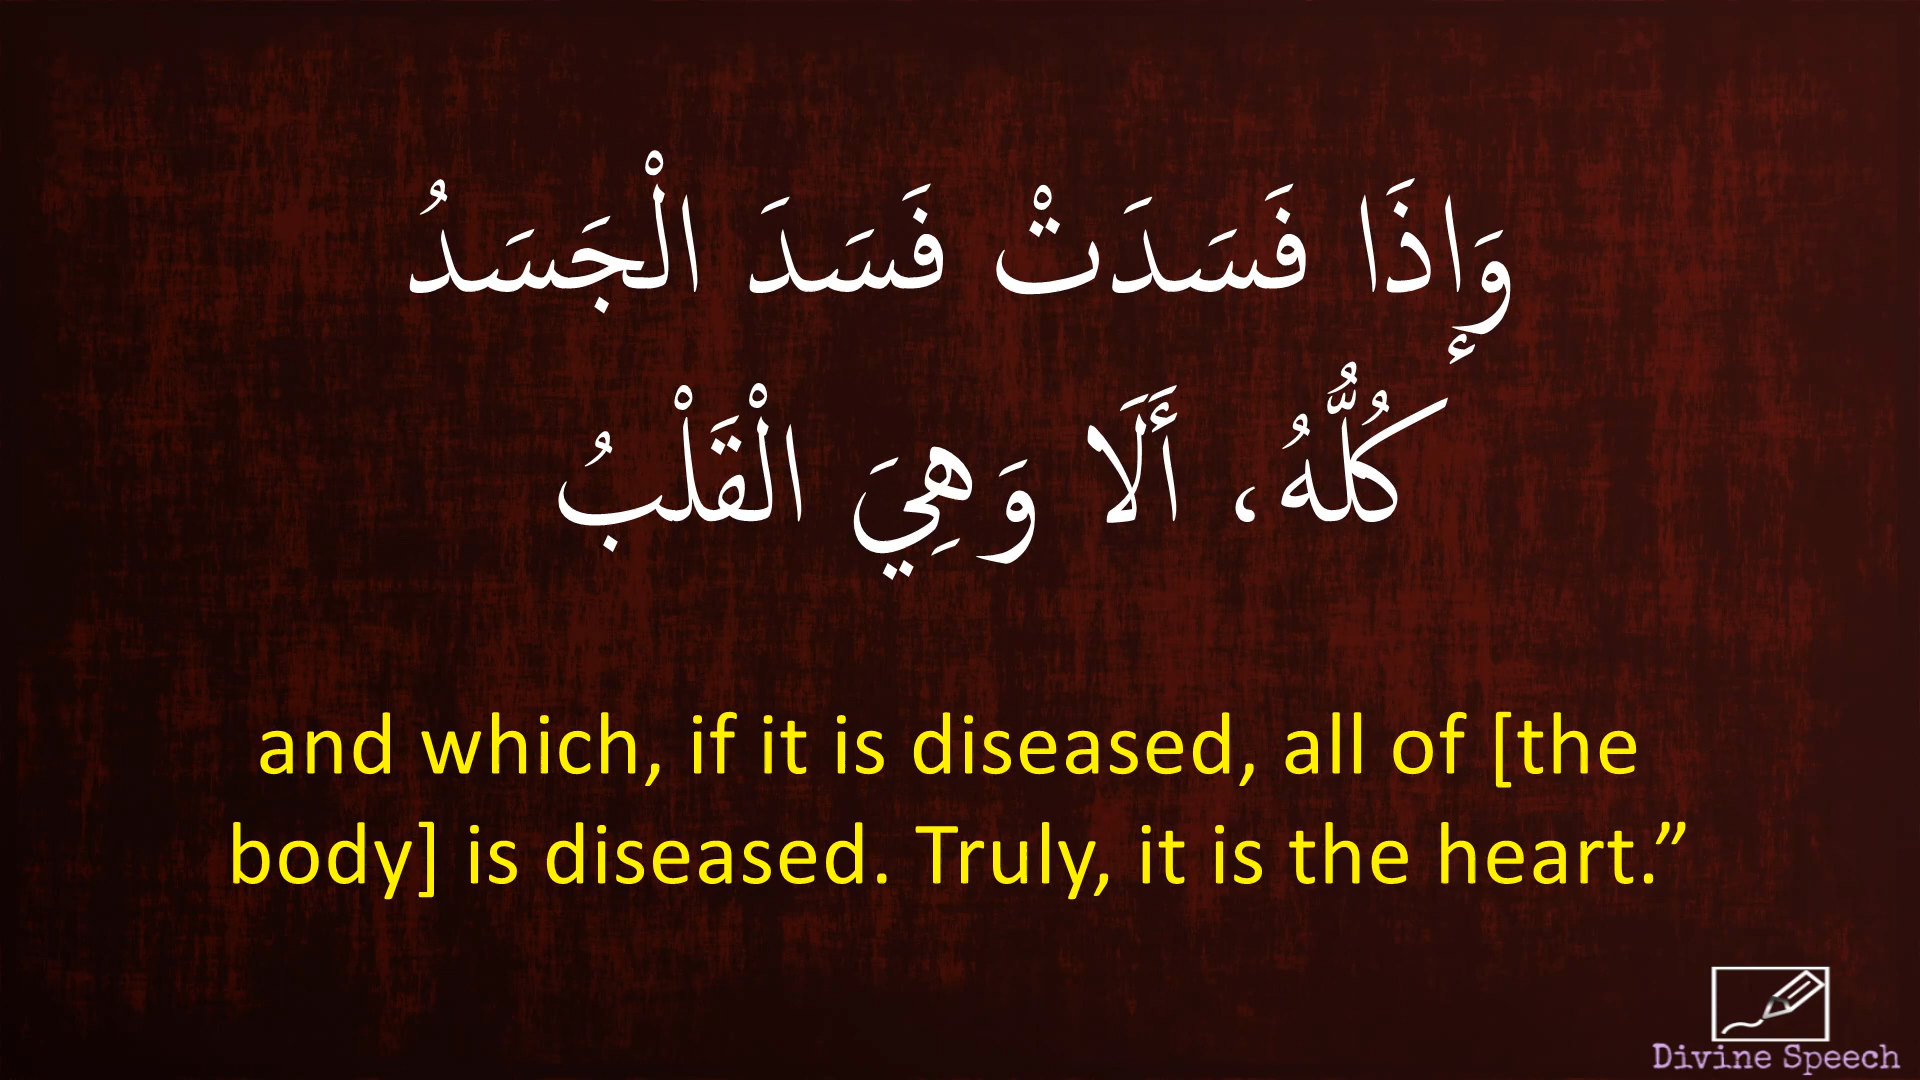 وَإِذَا فَسَدَتْ فَسَدَ الْجَسَدُ
كُلُّهُ، أَلَا وَهِيَ الْقَلْبُ
and which, if it is diseased, all of [the
body] is diseased. Truly, it is the heart.”
Divine Speech